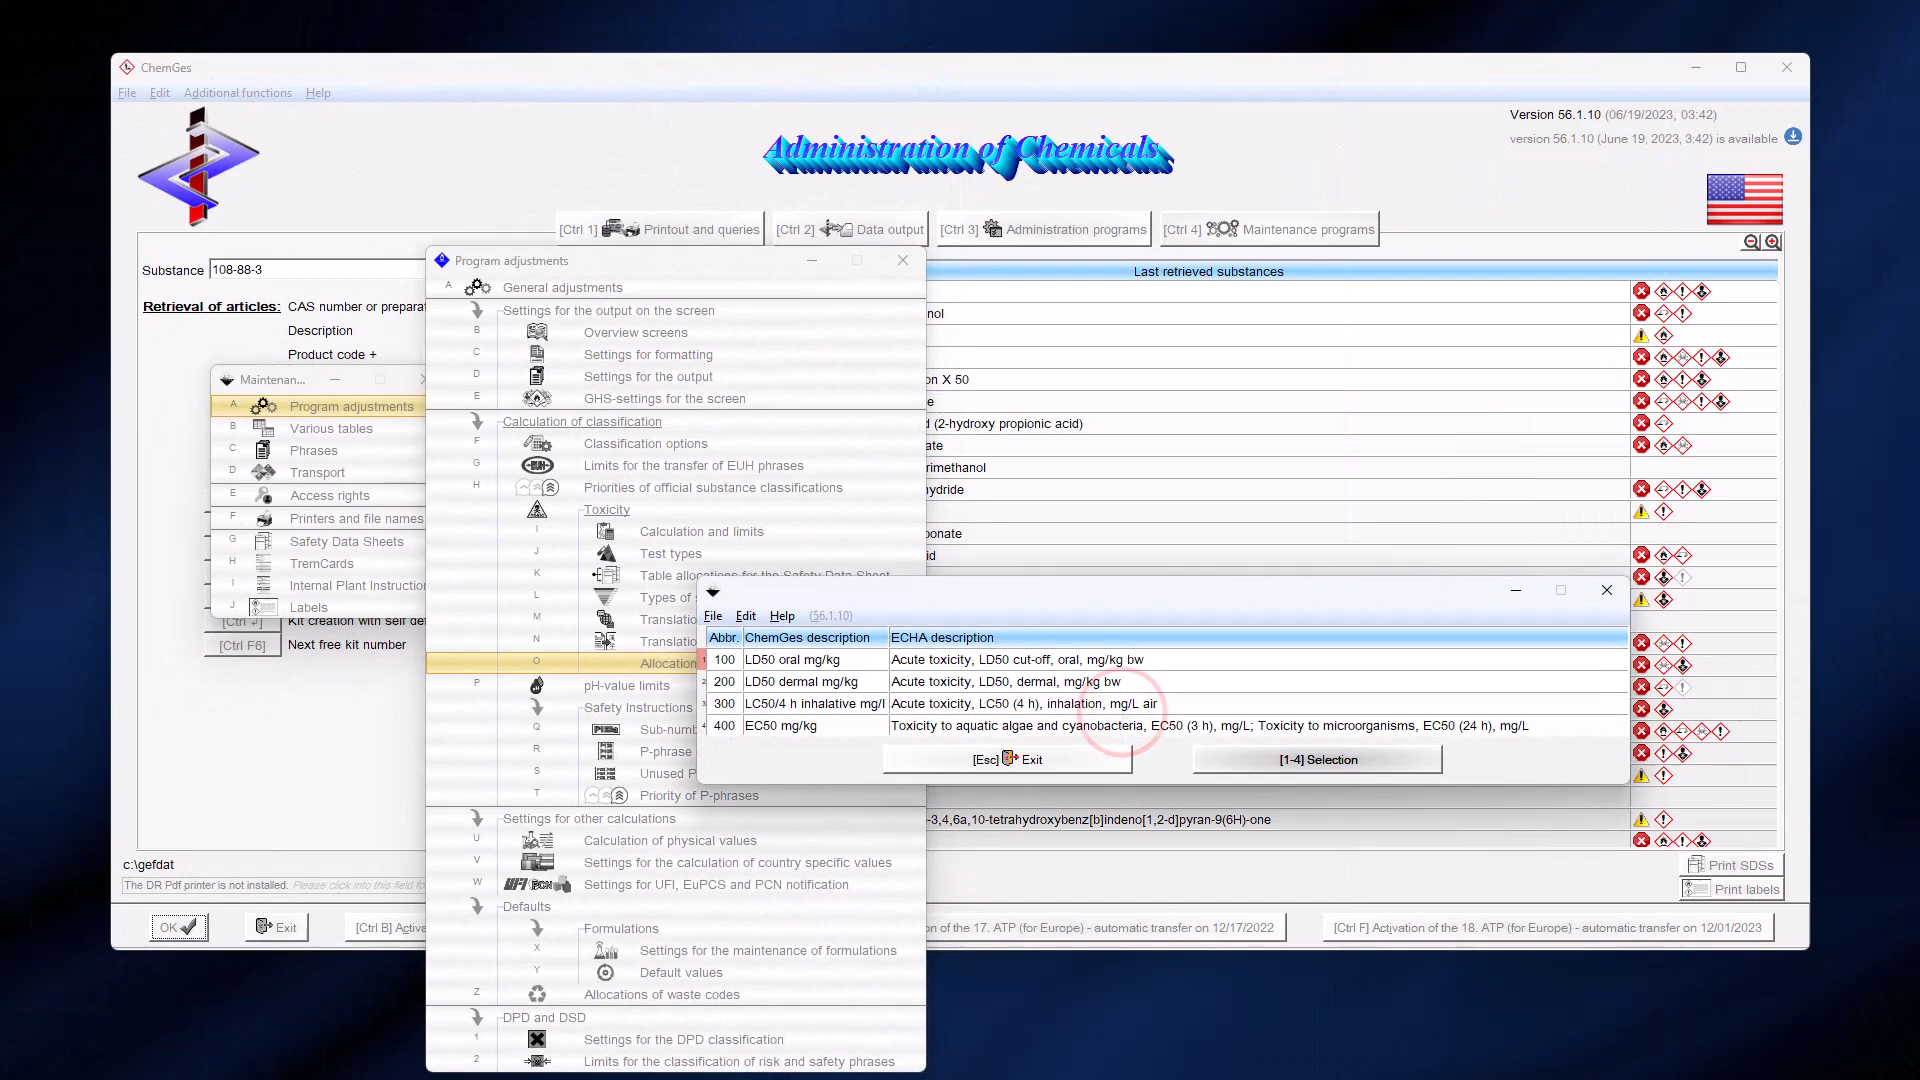 ChemGes
File Edit Additional functions Help
Version 56.1.10 (06/19/2023, 03:42)
version 56.1.10 (June 19, 2023, 3:42) is available
Administration of Chemicals
[Ctrl 1] Printout and queries
[Ctrl 2] Data output
[Ctrl 3] Administration programs
[Ctrl 4] Maintenance programs
Substance 108-88-3
Retrieval of articles: CAS number or prepara
Description
Product code +
Last retrieved substances
nol
on X 50
e
d (2-hydroxy propionic acid)
ate
rimethanol
ydride
onate
id
-3,4,6a,10-tetrahydroxybenz[b]indeno[1,2-d]pyran-9(6H)-one
Maintenan...
A Program adjustments
B Various tables
C Phrases
D Transport
E Access rights
F Printers and file names
G Safety Data Sheets
H TremCards
I Internal Plant Instruction
J Labels
[Ctrl ↲] Kit creation with self def
[Ctrl F6] Next free kit number
Program adjustments
A General adjustments
Settings for the output on the screen
B Overview screens
C Settings for formatting
D Settings for the output
E GHS-settings for the screen
Calculation of classification
F Classification options
G EUH Limits for the transfer of EUH phrases
H Priorities of official substance classifications
Toxicity
I Calculation and limits
J Test types
K Table allocations for the Safety Data Sheet
L Types of s
M Translatio
N Translatio
O Allocation
P pH-value limits
Safety Instructions
Q Sub-numb
R P-phrase
S Unused P
T Priority of P-phrases
Settings for other calculations
U Calculation of physical values
V Settings for the calculation of country specific values
W UFI PCN Settings for UFI, EuPCS and PCN notification
Defaults
Formulations
X Settings for the maintenance of formulations
Y Default values
Z Allocations of waste codes
DPD and DSD
1 Settings for the DPD classification
2 Limits for the classification of risk and safety phrases
File Edit Help (56.1.10)
Abbr. ChemGes description ECHA description
1 100 LD50 oral mg/kg Acute toxicity, LD50 cut-off, oral, mg/kg bw
2 200 LD50 dermal mg/kg Acute toxicity, LD50, dermal, mg/kg bw
3 300 LC50/4 h inhalative mg/l Acute toxicity, LC50 (4 h), inhalation, mg/L air
4 400 EC50 mg/kg Toxicity to aquatic algae and cyanobacteria, EC50 (3 h), mg/L; Toxicity to microorganisms, EC50 (24 h), mg/L
[Esc] Exit
[1-4] Selection
c:\gefdat
The DR Pdf printer is not installed. Please click into this field fo
Print SDSs
Print labels
OK
Exit
[Ctrl B] Activa
on of the 17. ATP (for Europe) - automatic transfer on 12/17/2022
[Ctrl F] Activation of the 18. ATP (for Europe) - automatic transfer on 12/01/2023